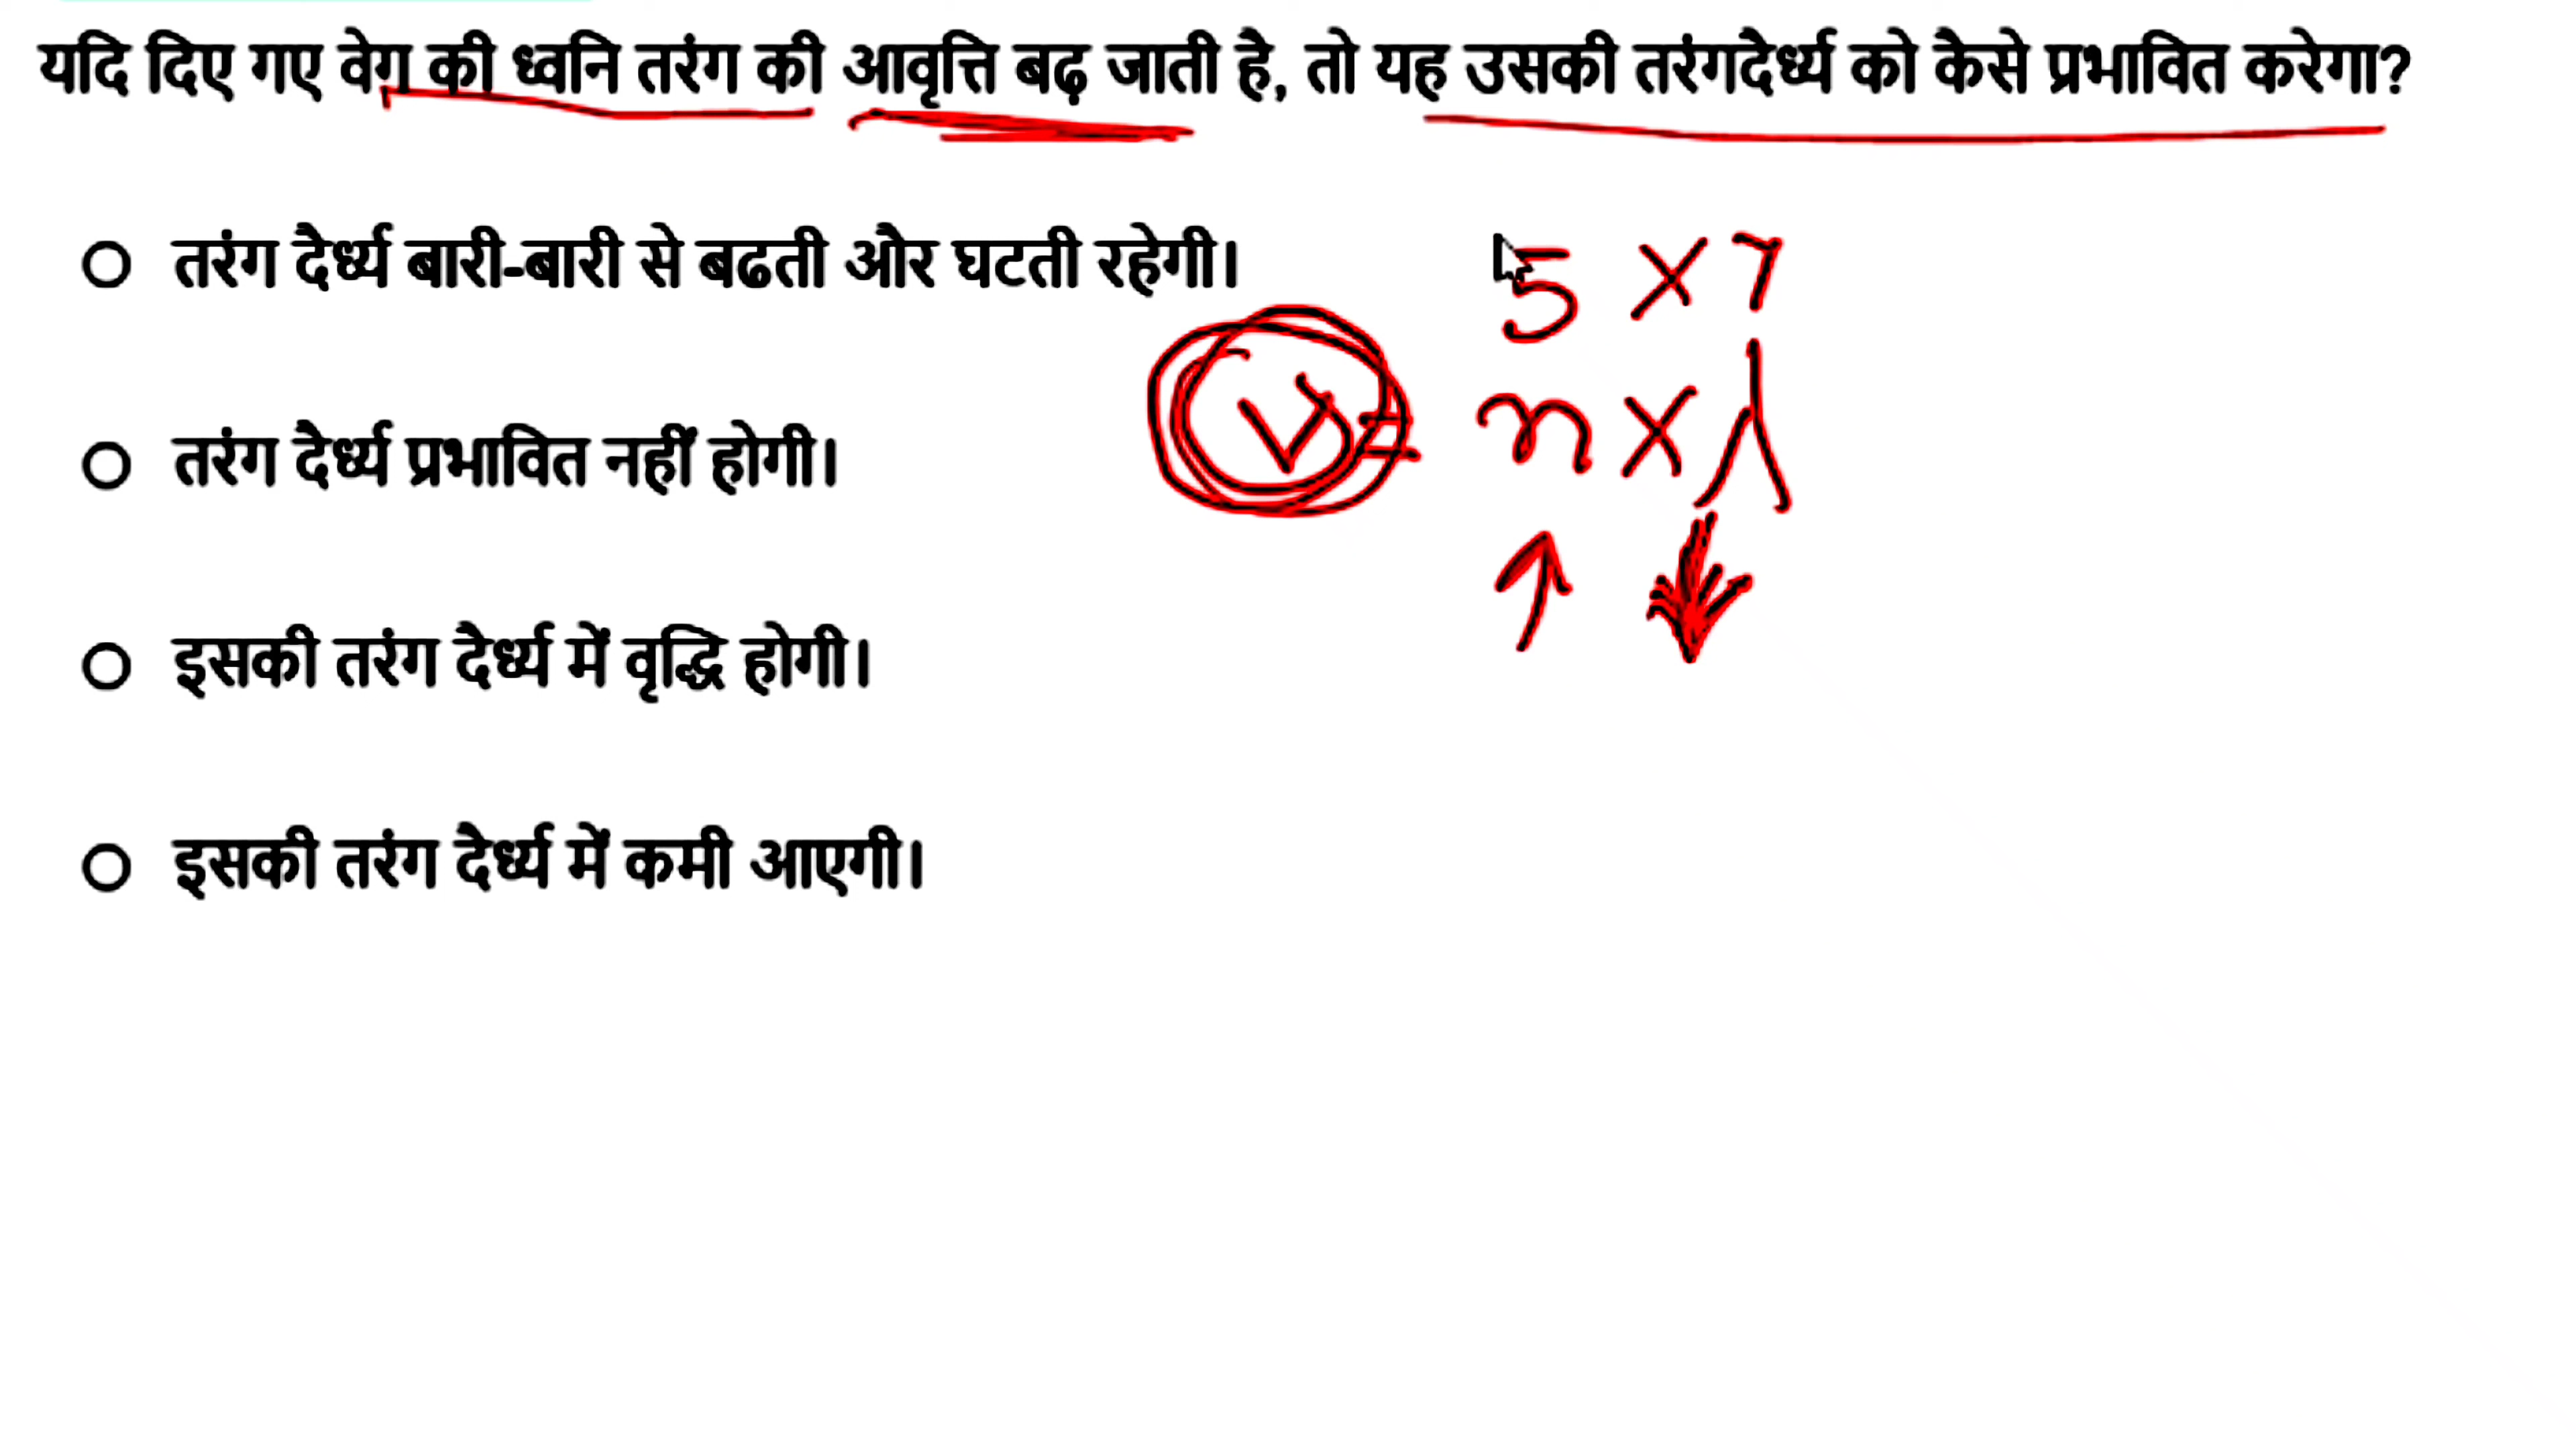 यदि दिए गए वेग की ध्वनि तरंग की आवृत्ति बढ़ जाती है, तो यह उसकी तरंगदैर्ध्य को कैसे प्रभावित करेगा?
तरंग दैर्ध्य बारी-बारी से बढती और घटती रहेगी।
5 × 7
V = n × λ
तरंग दैर्ध्य प्रभावित नहीं होगी।
↑ ↓
इसकी तरंग दैर्ध्य में वृद्धि होगी।
इसकी तरंग दैर्ध्य में कमी आएगी।